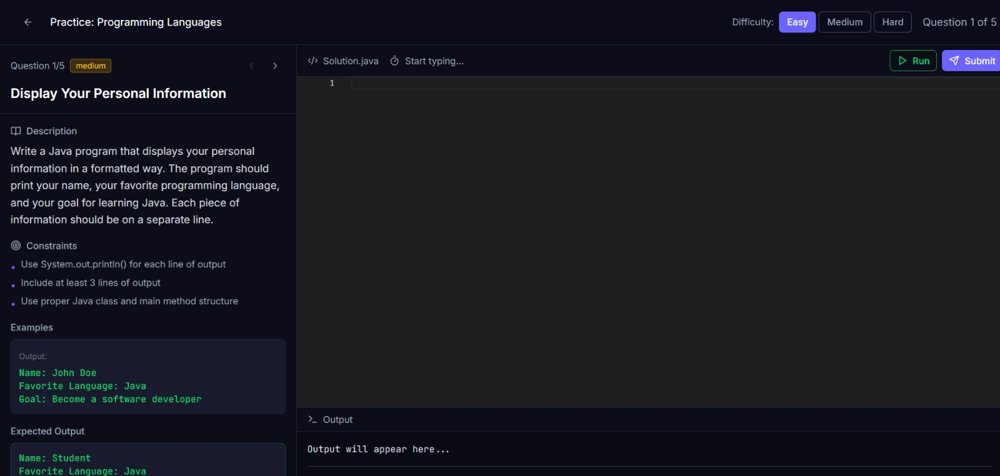 Practice: Programming Languages
Difficulty: Easy Medium Hard Question 1 of 5
Question 1/5 medium
Display Your Personal Information
Description
Write a Java program that displays your personal
information in a formatted way. The program should
print your name, your favorite programming language,
and your goal for learning Java. Each piece of
information should be on a separate line.
Constraints
Use System.out.println() for each line of output
Include at least 3 lines of output
Use proper Java class and main method structure
Examples
Output:
Name: John Doe
Favorite Language: Java
Goal: Become a software developer
Expected Output
Name: Student
Favorite Language: Java
</> Solution.java Start typing...
Run Submit
1
>_ Output
Output will appear here...